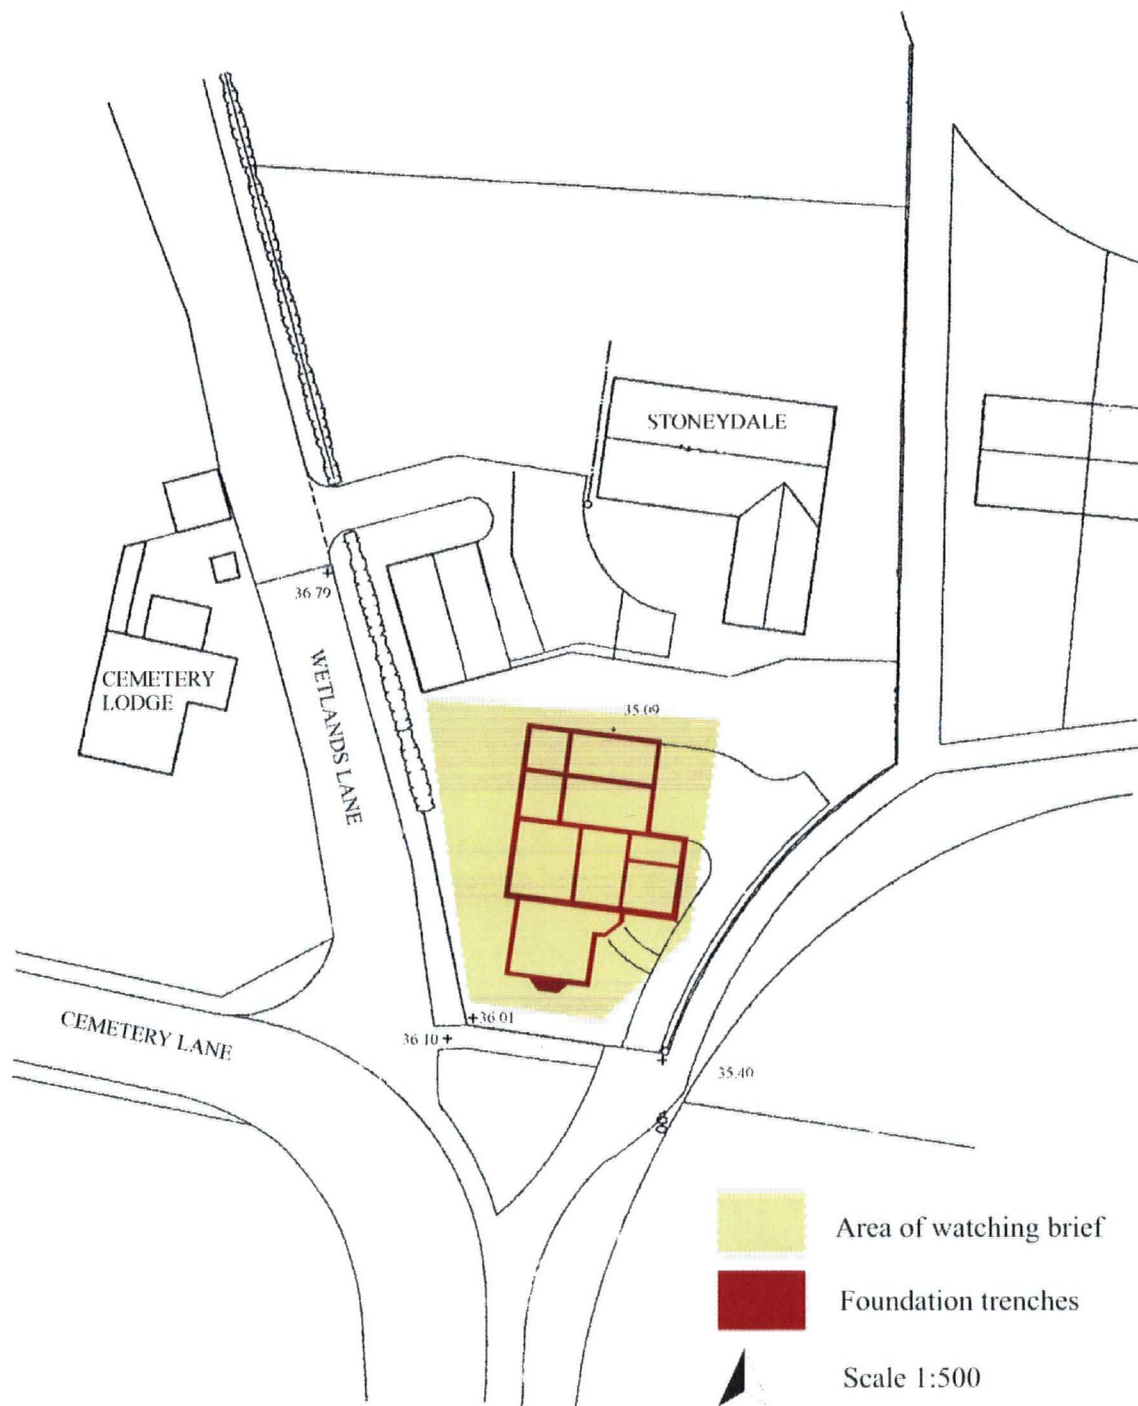 STONEYDALE
36.79
CEMETERY
LODGE
WETLANDS LANE
35.09
CEMETERY LANE
36.01
36.10
35.40
Area of watching brief
Foundation trenches
Scale 1:500